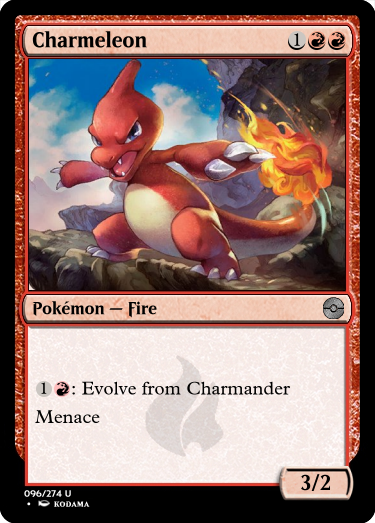 Charmeleon 1
Pokémon — Fire
1 : Evolve from Charmander
Menace
3/2
096/274 U
• KODAMA